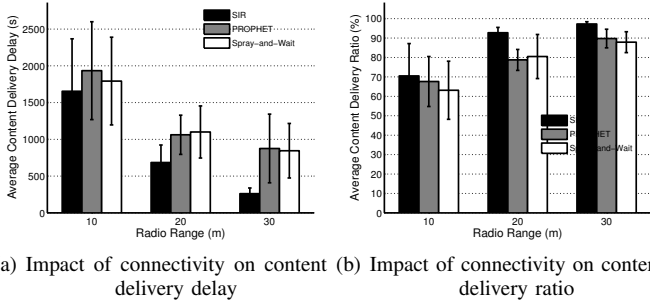 Average Content Delivery Delay (s)
2500
2000
1500
1000
500
0
SIR
PROPHET
Spray-and-Wait
10
20
30
Radio Range (m)
Average Content Delivery Ratio (%)
100
90
80
70
60
50
40
30
20
10
0
Wait
10
20
30
Radio Range (m)
a) Impact of connectivity on content
delivery delay
(b) Impact of connectivity on conten
delivery ratio